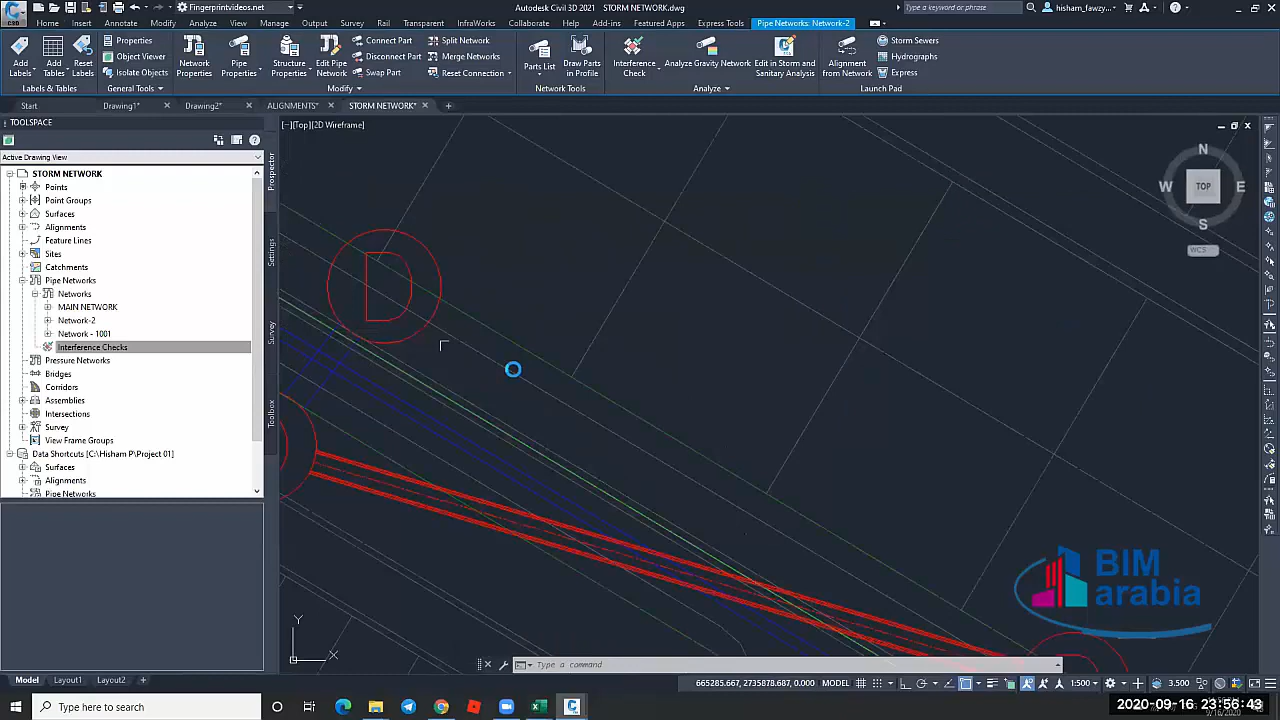 Fingerprintvideos.net
Autodesk Civil 3D 2021 STORM NETWORK.dwg
Type a keyword or phrase
hisham_fawzy...
Home
Insert
Annotate
Modify
Analyze
View
Manage
Output
Survey
Rail
Transparent
InfraWorks
Collaborate
Help
Add-ins
Featured Apps
Express Tools
Pipe Networks: Network-2
C3D
Add Labels
Add Tables
Reset Labels
Properties
Object Viewer
Isolate Objects
Network Properties
Pipe Properties
Structure Properties
Edit Pipe Network
Connect Part
Disconnect Part
Swap Part
Split Network
Merge Networks
Reset Connection
Parts List
Draw Parts in Profile
Interference Check
Analyze Gravity Network
Edit in Storm and Sanitary Analysis
Alignment from Network
Storm Sewers
Hydrographs
Express
Labels & Tables
General Tools
Modify
Network Tools
Analyze
Launch Pad
Start
Drawing1*
Drawing2*
ALIGNMENTS*
STORM NETWORK*
TOOLSPACE
[−][Top][2D Wireframe]
Active Drawing View
STORM NETWORK
Points
Point Groups
Surfaces
Alignments
Feature Lines
Sites
Catchments
Pipe Networks
Networks
MAIN NETWORK
Network-2
Network - 1001
Interference Checks
Pressure Networks
Bridges
Corridors
Assemblies
Intersections
Survey
View Frame Groups
Data Shortcuts [C:\Hisham P\Project 01]
Surfaces
Alignments
Pipe Networks
Prospector
Settings
Survey
Toolbox
D
N
W
TOP
E
S
WCS
BIM
arabia
Y
X
Type a command
Model
Layout1
Layout2
665285.667, 2735878.687, 0.000
MODEL
1:500
3.500
Type here to search
2020-09-16 23:56:43